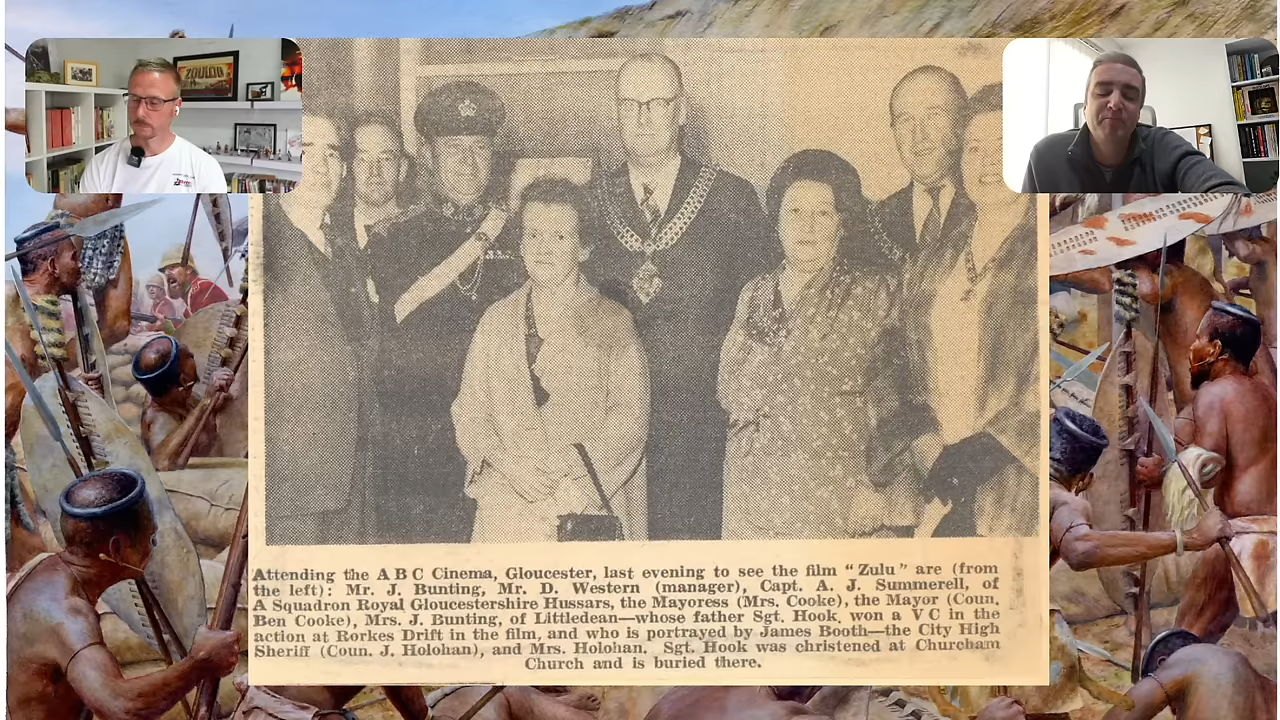 ZOULOU
Attending the A B C Cinema, Gloucester, last evening to see the film "Zulu" are (from
the left): Mr. J. Bunting, Mr. D. Western (manager), Capt. A. J. Summerell, of
A Squadron Royal Gloucestershire Hussars, the Mayoress (Mrs. Cooke), the Mayor (Coun.
Ben Cooke), Mrs. J. Bunting, of Littledean—whose father Sgt. Hook, won a V C in the
action at Rorkes Drift in the film, and who is portrayed by James Booth—the City High
Sheriff (Coun. J. Holohan), and Mrs. Holohan. Sgt. Hook was christened at Churcham
Church and is buried there.